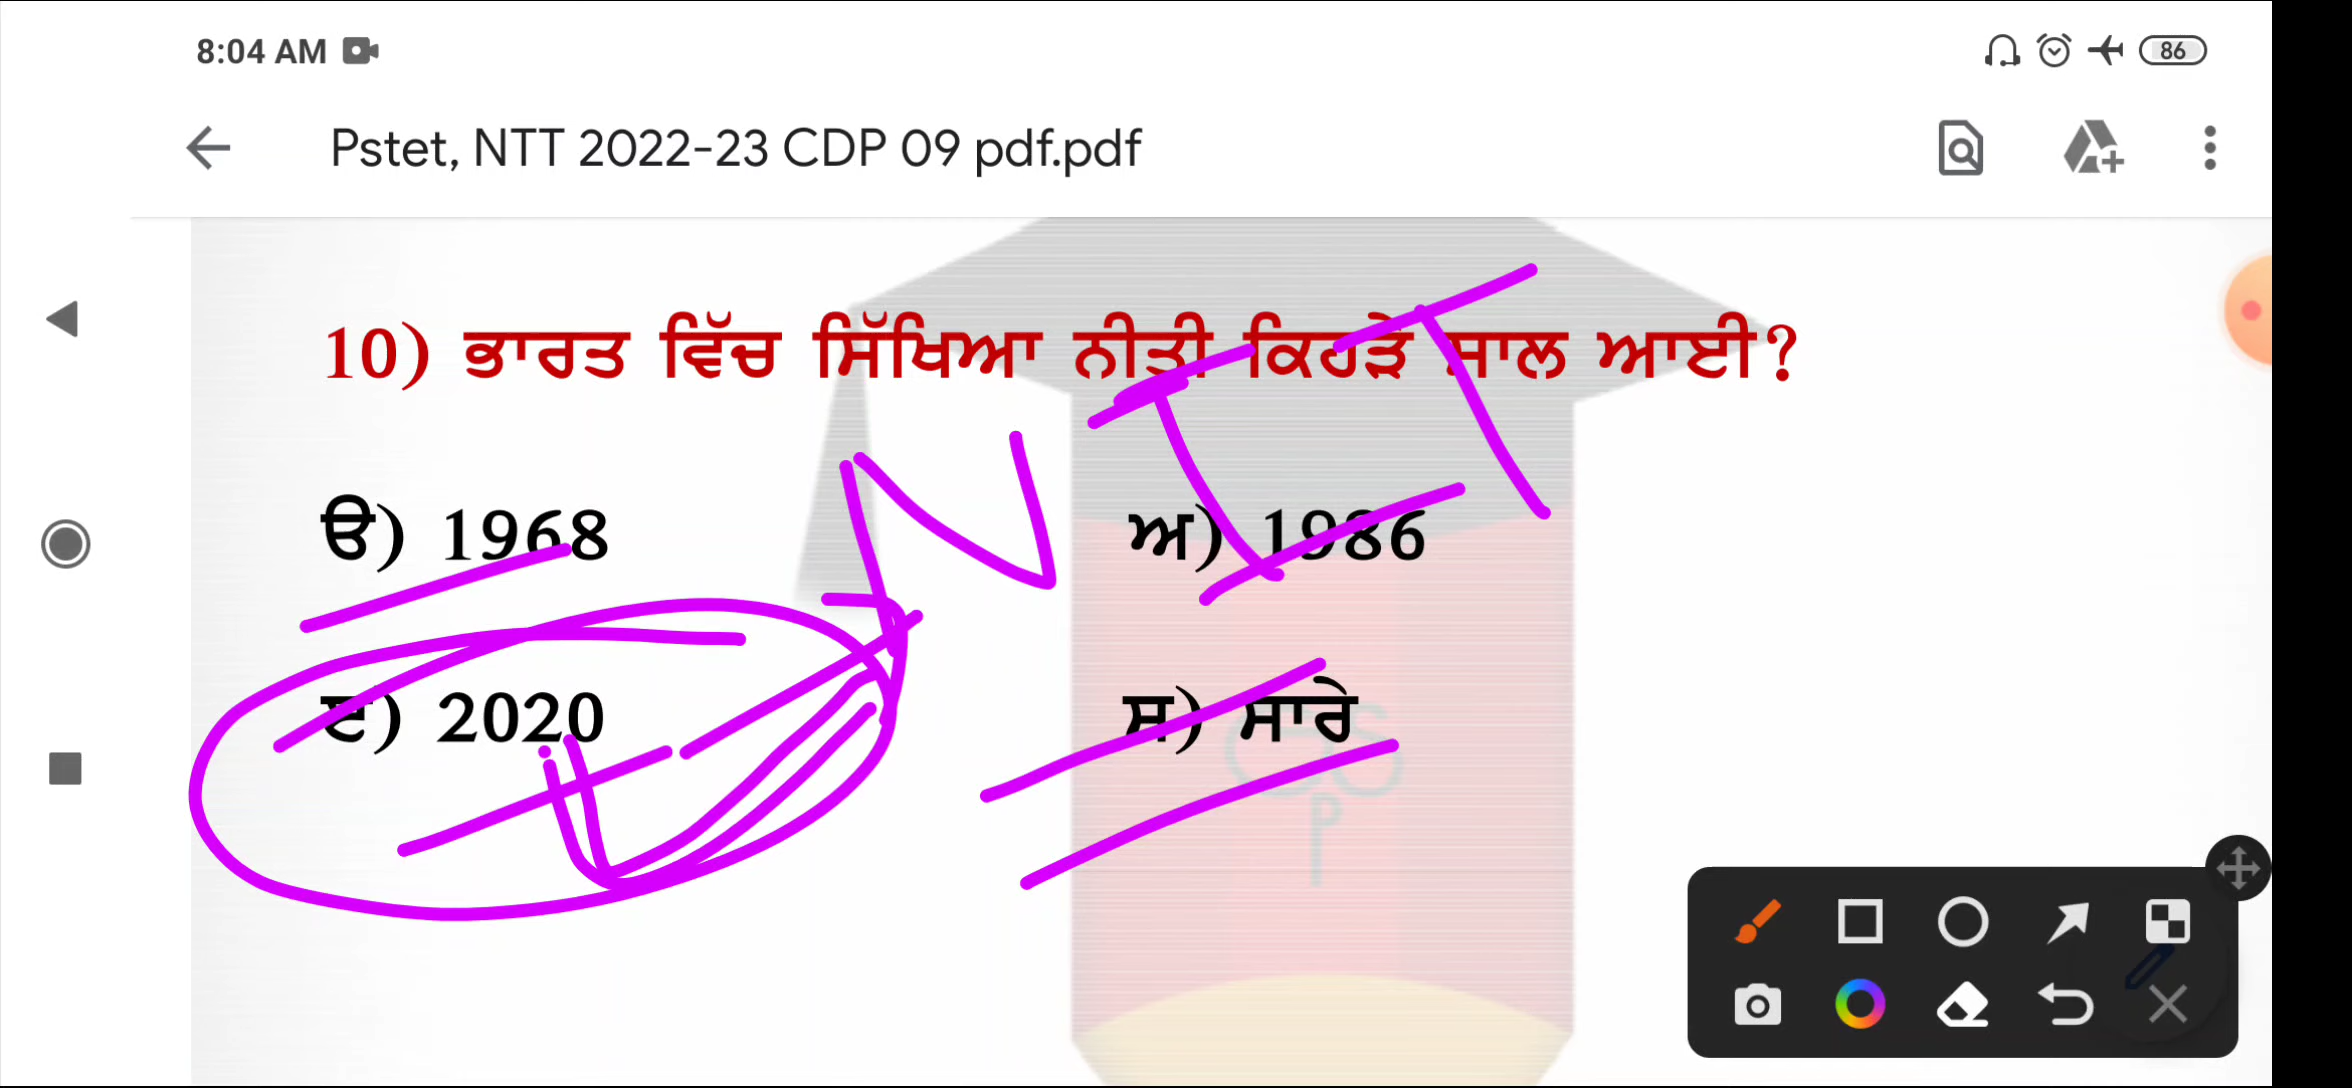 8:04 AM
86
Pstet, NTT 2022-23 CDP 09 pdf.pdf
10) ਭਾਰਤ ਵਿੱਚ ਸਿੱਖਿਆ ਨੀਤੀ ਕਿਹੜੇ ਸਾਲ ਆਈ?
NIT
ੳ) 1968
ਅ) 1986
ੲ) 2020
ਸ) ਸਾਰੇ